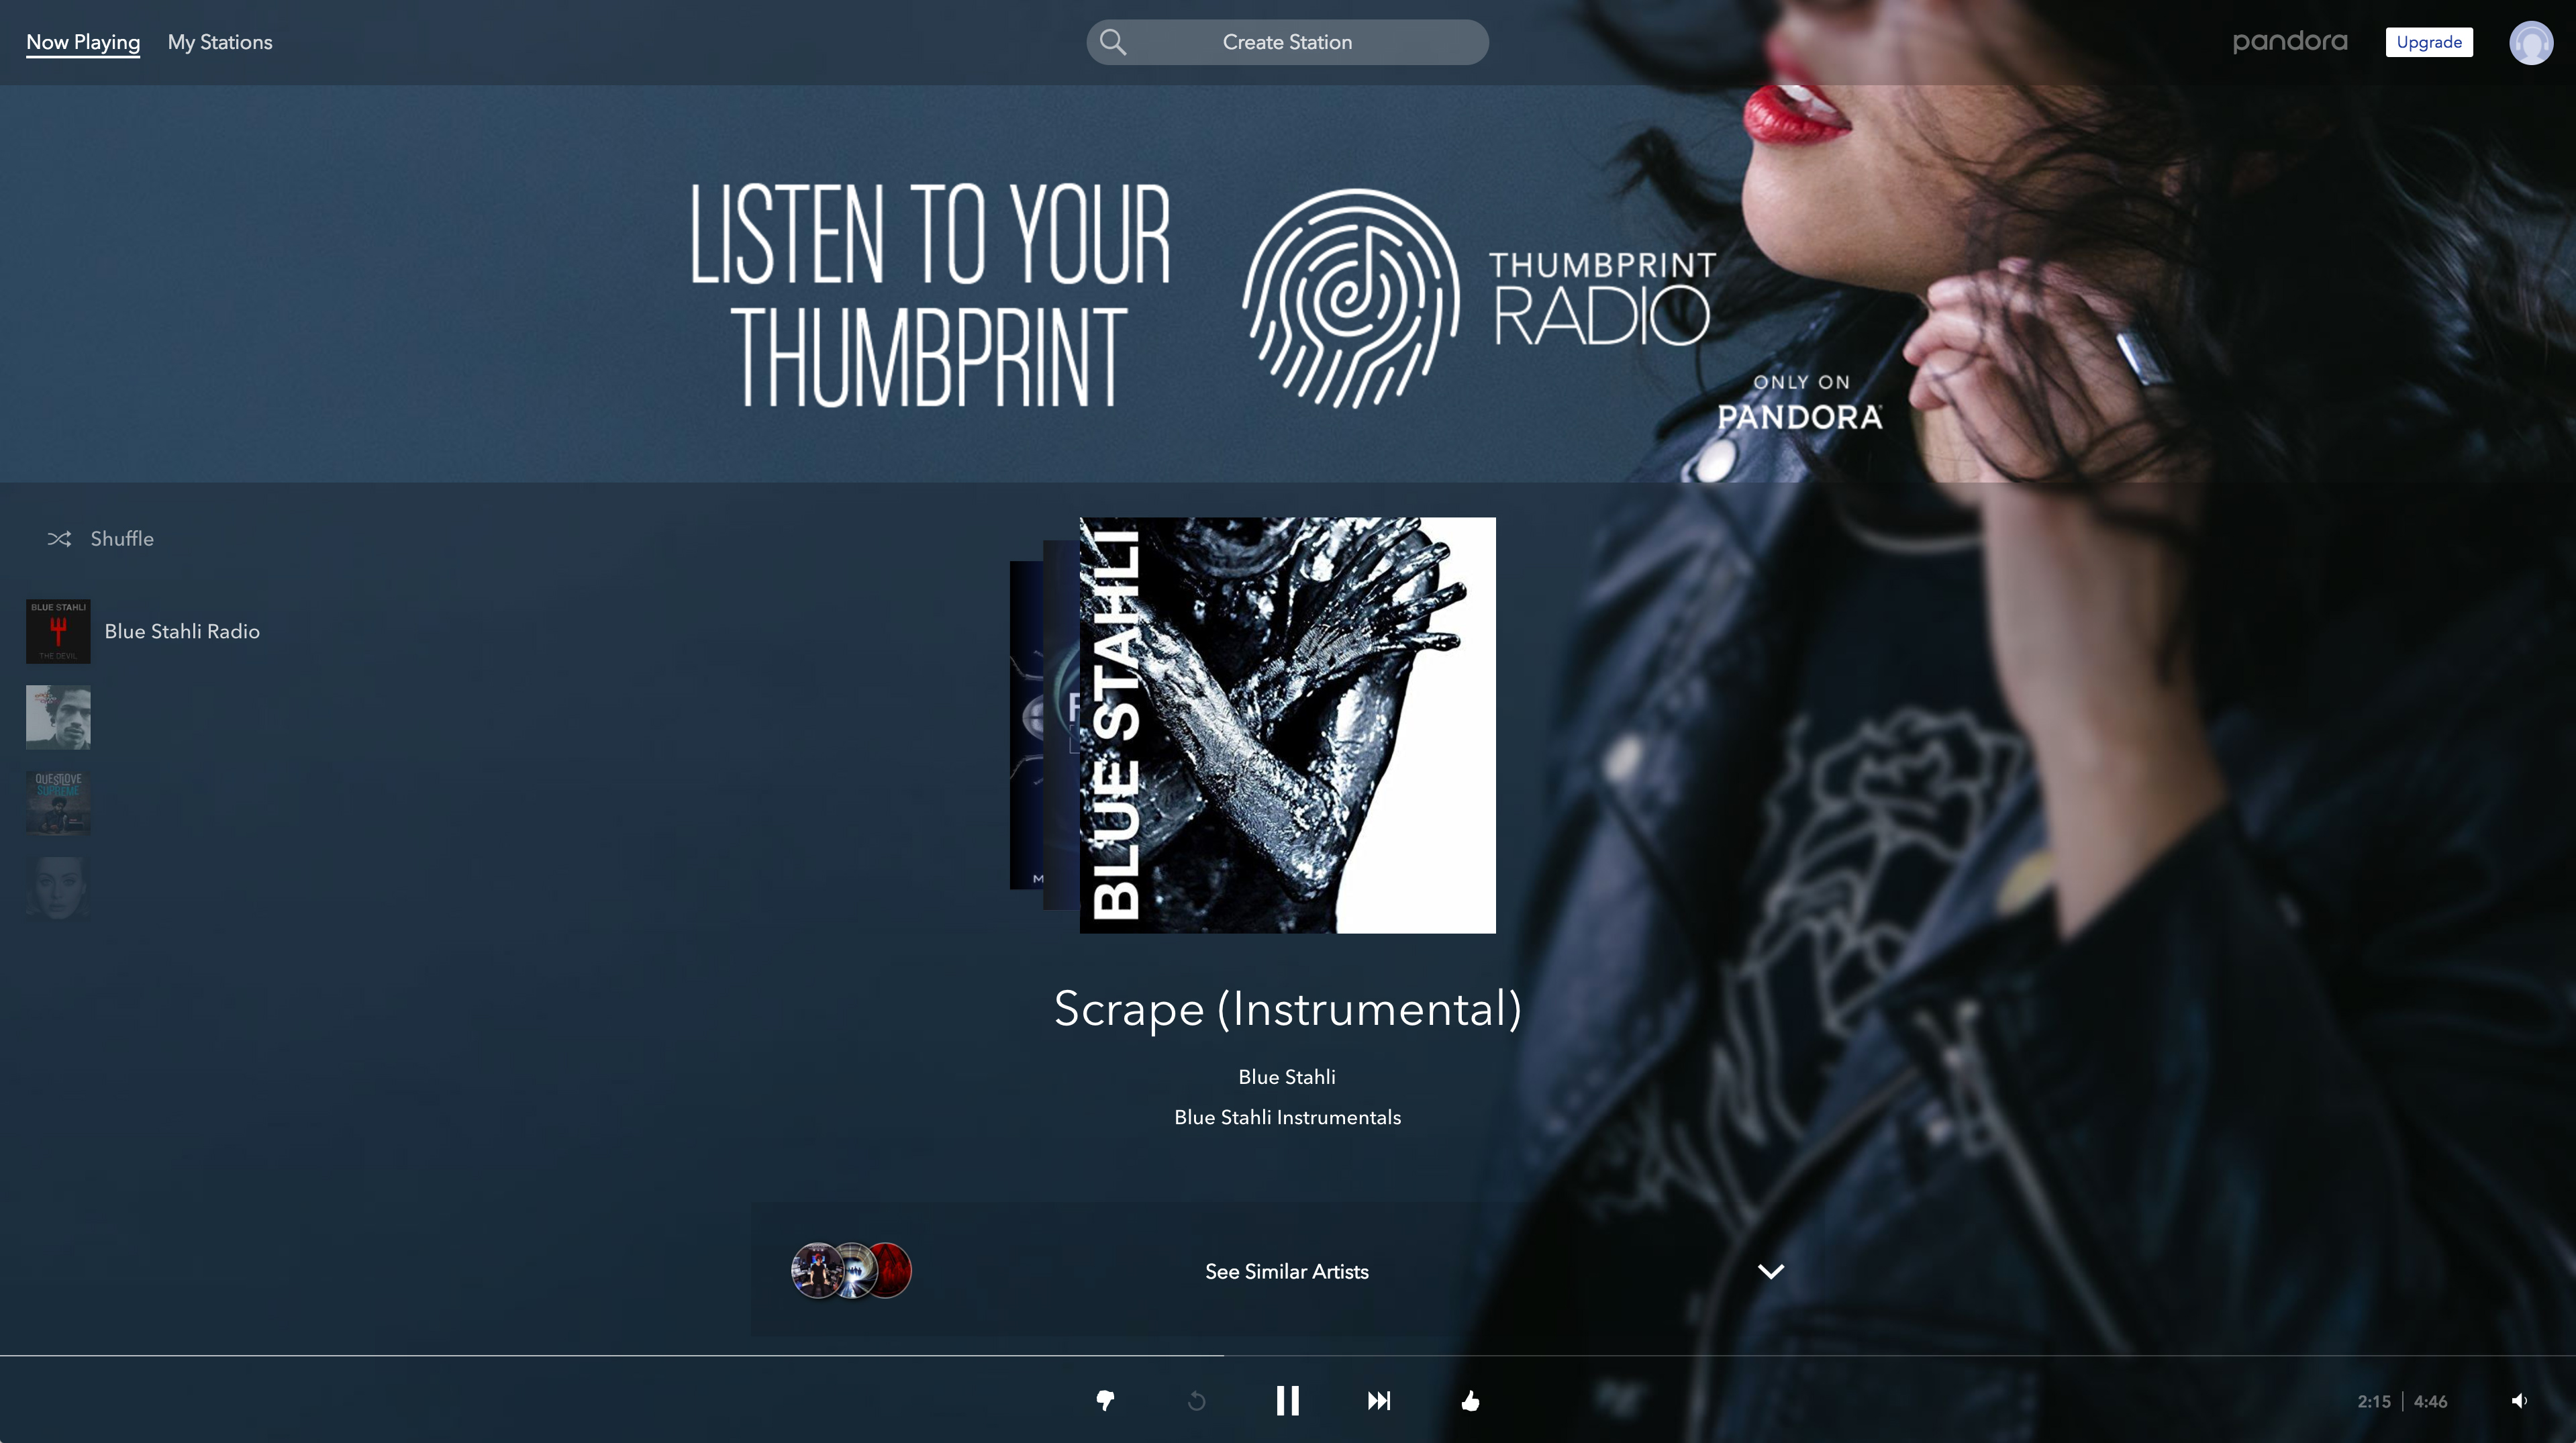 Now Playing
My Stations
Create Station
pandora
Upgrade
LISTEN TO YOUR
THUMBPRINT
THUMBPRINT
RADIO
ONLY ON
PANDORA
Shuffle
BLUE STAHLI
THE DEVIL
Blue Stahli Radio
QUESTLOVE
SUPREME
BLUE STAHLI
Scrape (Instrumental)
Blue Stahli
Blue Stahli Instrumentals
See Similar Artists
2:15 | 4:46